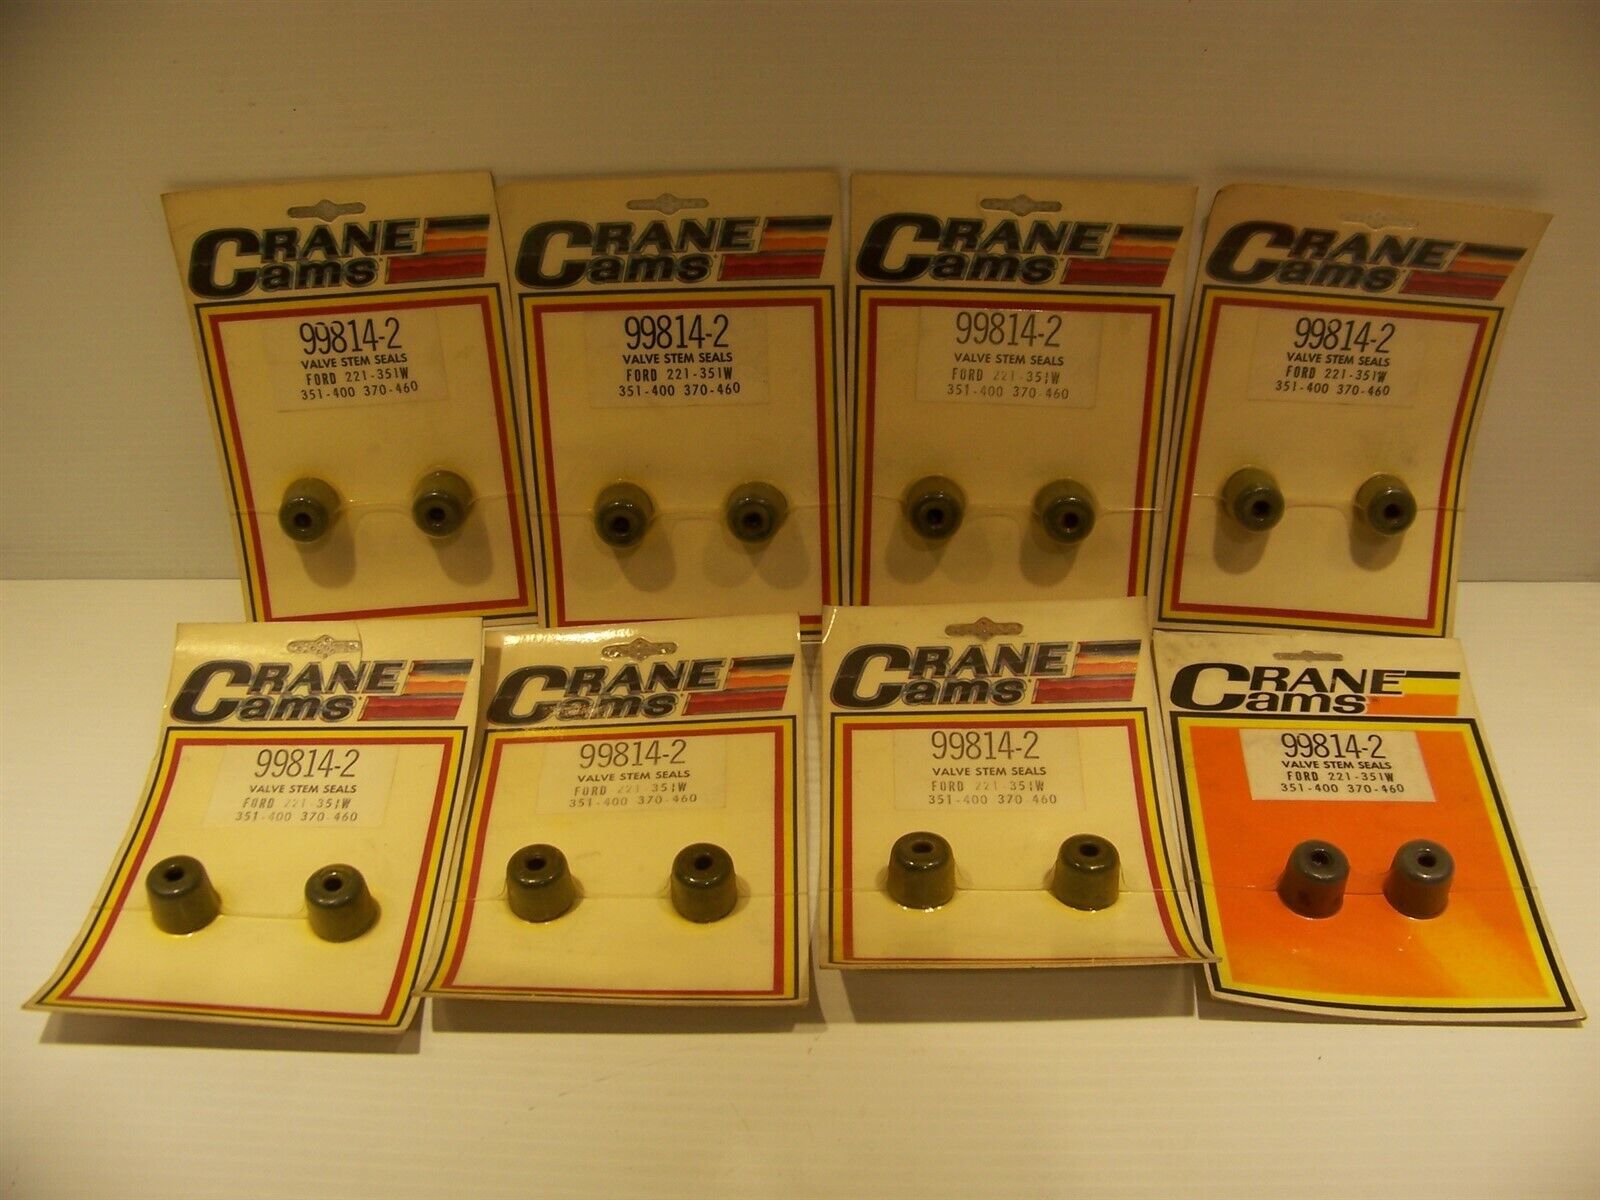 CRANE
Cams
99814-2
VALVE STEM SEALS
FORD 221-351W
351-400 370-460
CRANE
Cams
99814-2
VALVE STEM SEALS
FORD 221-351W
351-400 370-460
CRANE
Cams
99814-2
VALVE STEM SEALS
FORD 221-351W
351-400 370-460
CRANE
Cams
99814-2
VALVE STEM SEALS
FORD 221-351W
351-400 370-460
CRANE
Cams
99814-2
VALVE STEM SEALS
FORD 221-351W
351-400 370-460
CRANE
Cams
99814-2
VALVE STEM SEALS
FORD 221-351W
351-400 370-460
CRANE
Cams
99814-2
VALVE STEM SEALS
FORD 221-351W
351-400 370-460
CRANE
Cams
99814-2
VALVE STEM SEALS
FORD 221-351W
351-400 370-460